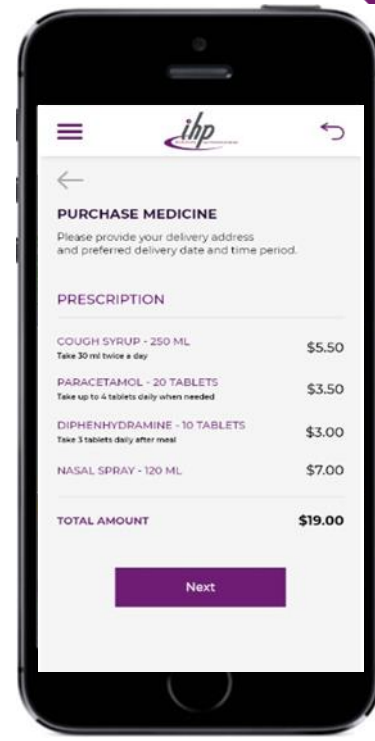 ihp
PURCHASE MEDICINE
Please provide your delivery address
and preferred delivery date and time period.
PRESCRIPTION
COUGH SYRUP - 250 ML $5.50
Take 30 ml twice a day
PARACETAMOL - 20 TABLETS $3.50
Take up to 4 tablets daily when needed
DIPHENHYDRAMINE - 10 TABLETS $3.00
Take 3 tablets daily after meal
NASAL SPRAY - 120 ML $7.00
TOTAL AMOUNT $19.00
Next